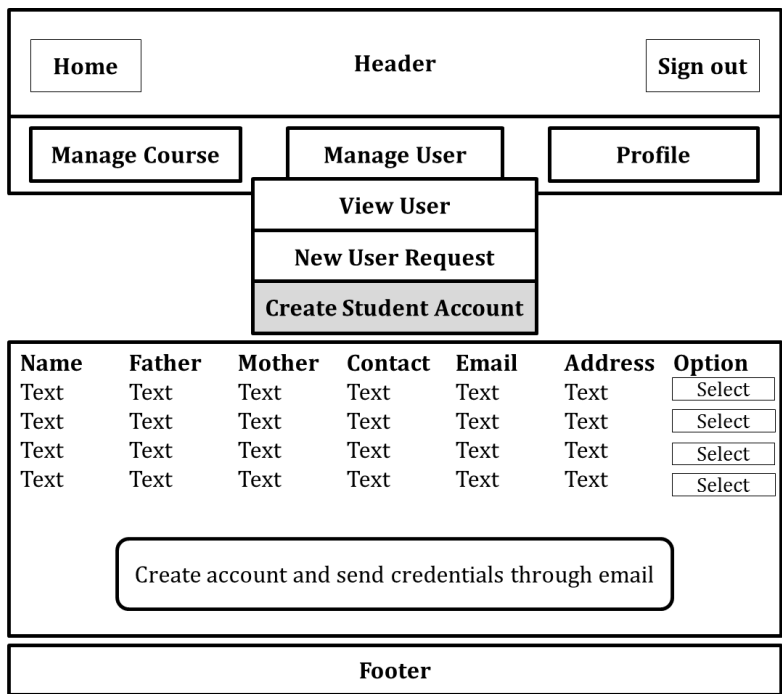 Home Header Sign out
Manage Course Manage User Profile
View User
New User Request
Create Student Account
Name Father Mother Contact Email Address Option
Text Text Text Text Text Text Select
Text Text Text Text Text Text Select
Text Text Text Text Text Text Select
Text Text Text Text Text Text Select
Create account and send credentials through email
Footer